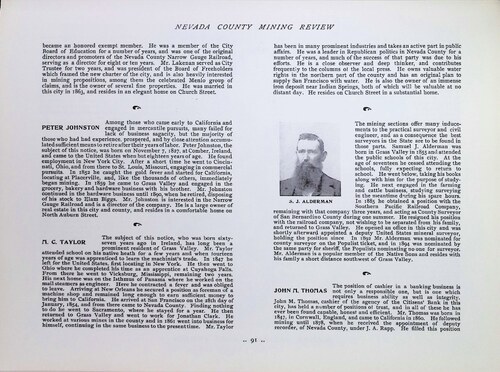 NEVADA COUNTY MINING REVIEW
became an honored exempt member. He was a member of the City
Board of Education for a number of years, and was one of the original
directors and promoters of the Nevada County Narrow Gauge Railroad,
serving as a director for eight or ten years. Mr. Lakenan served as City
Trustee for two years, and was president of the Board of Freeholders
which framed the new charter of the city, and is also heavily interested
in mining propositions, among them the celebrated Menlo group of
claims, and is the owner of several fine properties. He was married
in this city in 1865, and resides in an elegant home on Church Street.
PETER JOHNSTON
Among those who early to California and
engaged in mercantile pursuits, many failed for
lack of business sagacity, but the majority of
those who had had experience, prospered, and by close attention accumu-
lated sufficient means to retire after their years of labor. Peter Johnston, the
subject of this notice, was born on November 7, 1827, at Comber, Ireland,
and came to the United States when but eighteen years of age. He found
employment in New York City. After a short time he went to Cincin-
nati, Ohio, and from there to St. Louis, Missouri, engaging in commercial
pursuits. In 1852 he caught the gold fever and started for California,
locating at Placerville, and, like the thousands of others, immediately
began mining. In 1859 he came to Grass Valley and engaged in the
grocery, bakery and hardware business with his brother. Mr. Johnston
continued in the hardware business until 1890, when he retired, disposing
of his stock to Elam Biggs. Mr. Johnston is interested in the Narrow
Gauge Railroad and is a director of the company. He is a large owner of
real estate in this city and county, and resides in a comfortable home on
North Auburn Street.
N. C. TAYLOR
The subject of this notice, who was born sixty-
seven years ago in Ireland, has long been a
prominent resident of Grass Valley. Mr. Taylor
attended school on his native heath for a few years and when fourteen
years of age was apprenticed to learn the machinist's trade. In 1847 he
left for the United States, first locating in New York. He then went to
Ohio where he completed his time as an apprentice at Cuyahoga Falls.
From there he went to Vicksburg, Mississippi, remaining two years. His
next home was on the Isthmus of Panama where he worked on the
mail steamers as engineer. Here he contracted a fever and was obliged
to leave. Arriving at New Orleans he secured a position as foreman of a
machine shop and remained long enough to earn sufficient money to
bring him to California. He arrived at San Francisco on the 28th day of
January, 1854, and from there came to Nevada County. Finding nothing
to do he went to Sacramento, where he stayed for a year. He then
returned to Grass Valley and went to work for Jonathan Clark. He
worked at various mines in the county and in 1861 went into business for
himself, continuing in the same business to the present time. Mr. Taylor
has been in many prominent industries and takes an active part in public
affairs. He was a leader in Republican politics in Nevada County for a
number of years, and much of the success of that party was due to his
efforts. He is a close observer and deep thinker, and contributes
frequently to the columns of the local press. He owns valuable water
rights in the northern part of the county and has an original plan to
supply San Francisco with water. He is also the owner of an immense
iron deposit near Indian Springs, both of which will be valuable at no
distant day. He resides on Church Street in a substantial home.
S. J. ALDERMAN
The mining sections offer many induce-
ments to the practical surveyor and civil
engineer, and as a consequence the best
surveyors in the State are to be found in
those parts. Samuel J. Alderman was
born in Grass Valley in 1855 and attended
the public schools of this city. At the
age of seventeen he ceased attending the
schools, fully expecting to return to
school. He went below, taking his books
along with him for the purpose of study-
ing. He next engaged in the farming
and cattle business, studying surveying
in the meantime during his spare hours.
In 1885 he obtained a position with the
Southern Pacific Railroad Company,
remaining with that company three years, and acting as County Surveyor
of San Bernardino County during one summer. He resigned his position
with the railroad company, not wishing to be separated from his family,
and returned to Grass Valley. He opened an office in this city and was
shortly afterward appointed a deputy United States mineral surveyor,
holding the position since. In 1892 Mr. Alderman was nominated for
county surveyor on the Populist ticket, and in 1894 was nominated by
the same party for sheriff, the Populists nominating no one for surveyor.
Mr. Alderman is a popular member of the Native Sons and resides with
his family a short distance southwest of Grass Valley.
JOHN M. THOMAS
The position of cashier in a banking business is
not only a responsible one, but is one which
requires business ability as well as integrity.
John M. Thomas, cashier of the agency of the Citizens' Bank in this
city, has held a number of positions of trust, and in all of these he has
ever been found capable, honest and efficient. Mr. Thomas was born in
1847, in Cornwall, England, and came to California in 1860. He followed
mining until 1878, when he received the appointment of deputy
recorder, of Nevada County, under J. A. Rapp. He filled this position
– 91 –